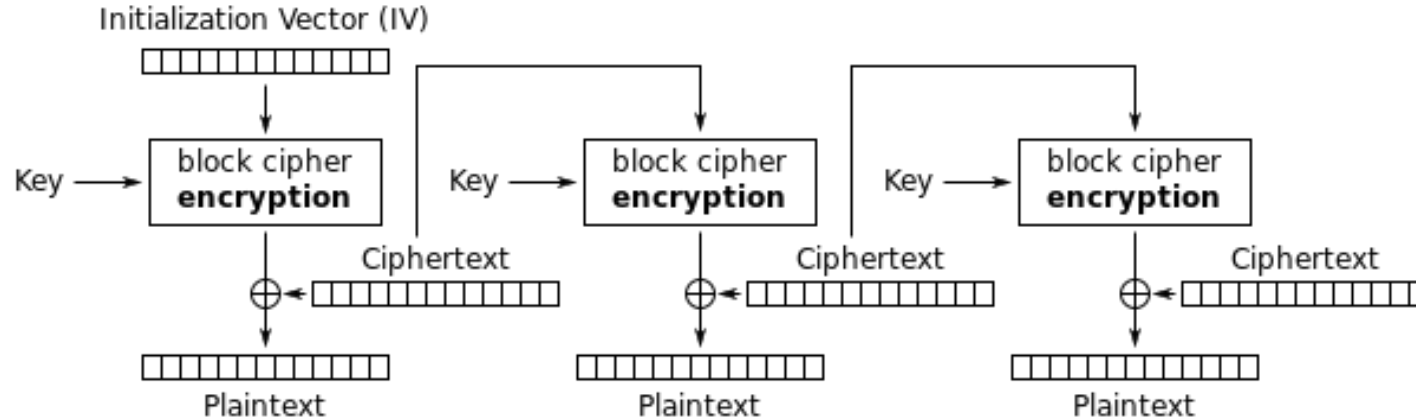 Initialization Vector (IV)
Key
block cipher
encryption
Ciphertext
Plaintext
Key
block cipher
encryption
Ciphertext
Plaintext
Key
block cipher
encryption
Ciphertext
Plaintext